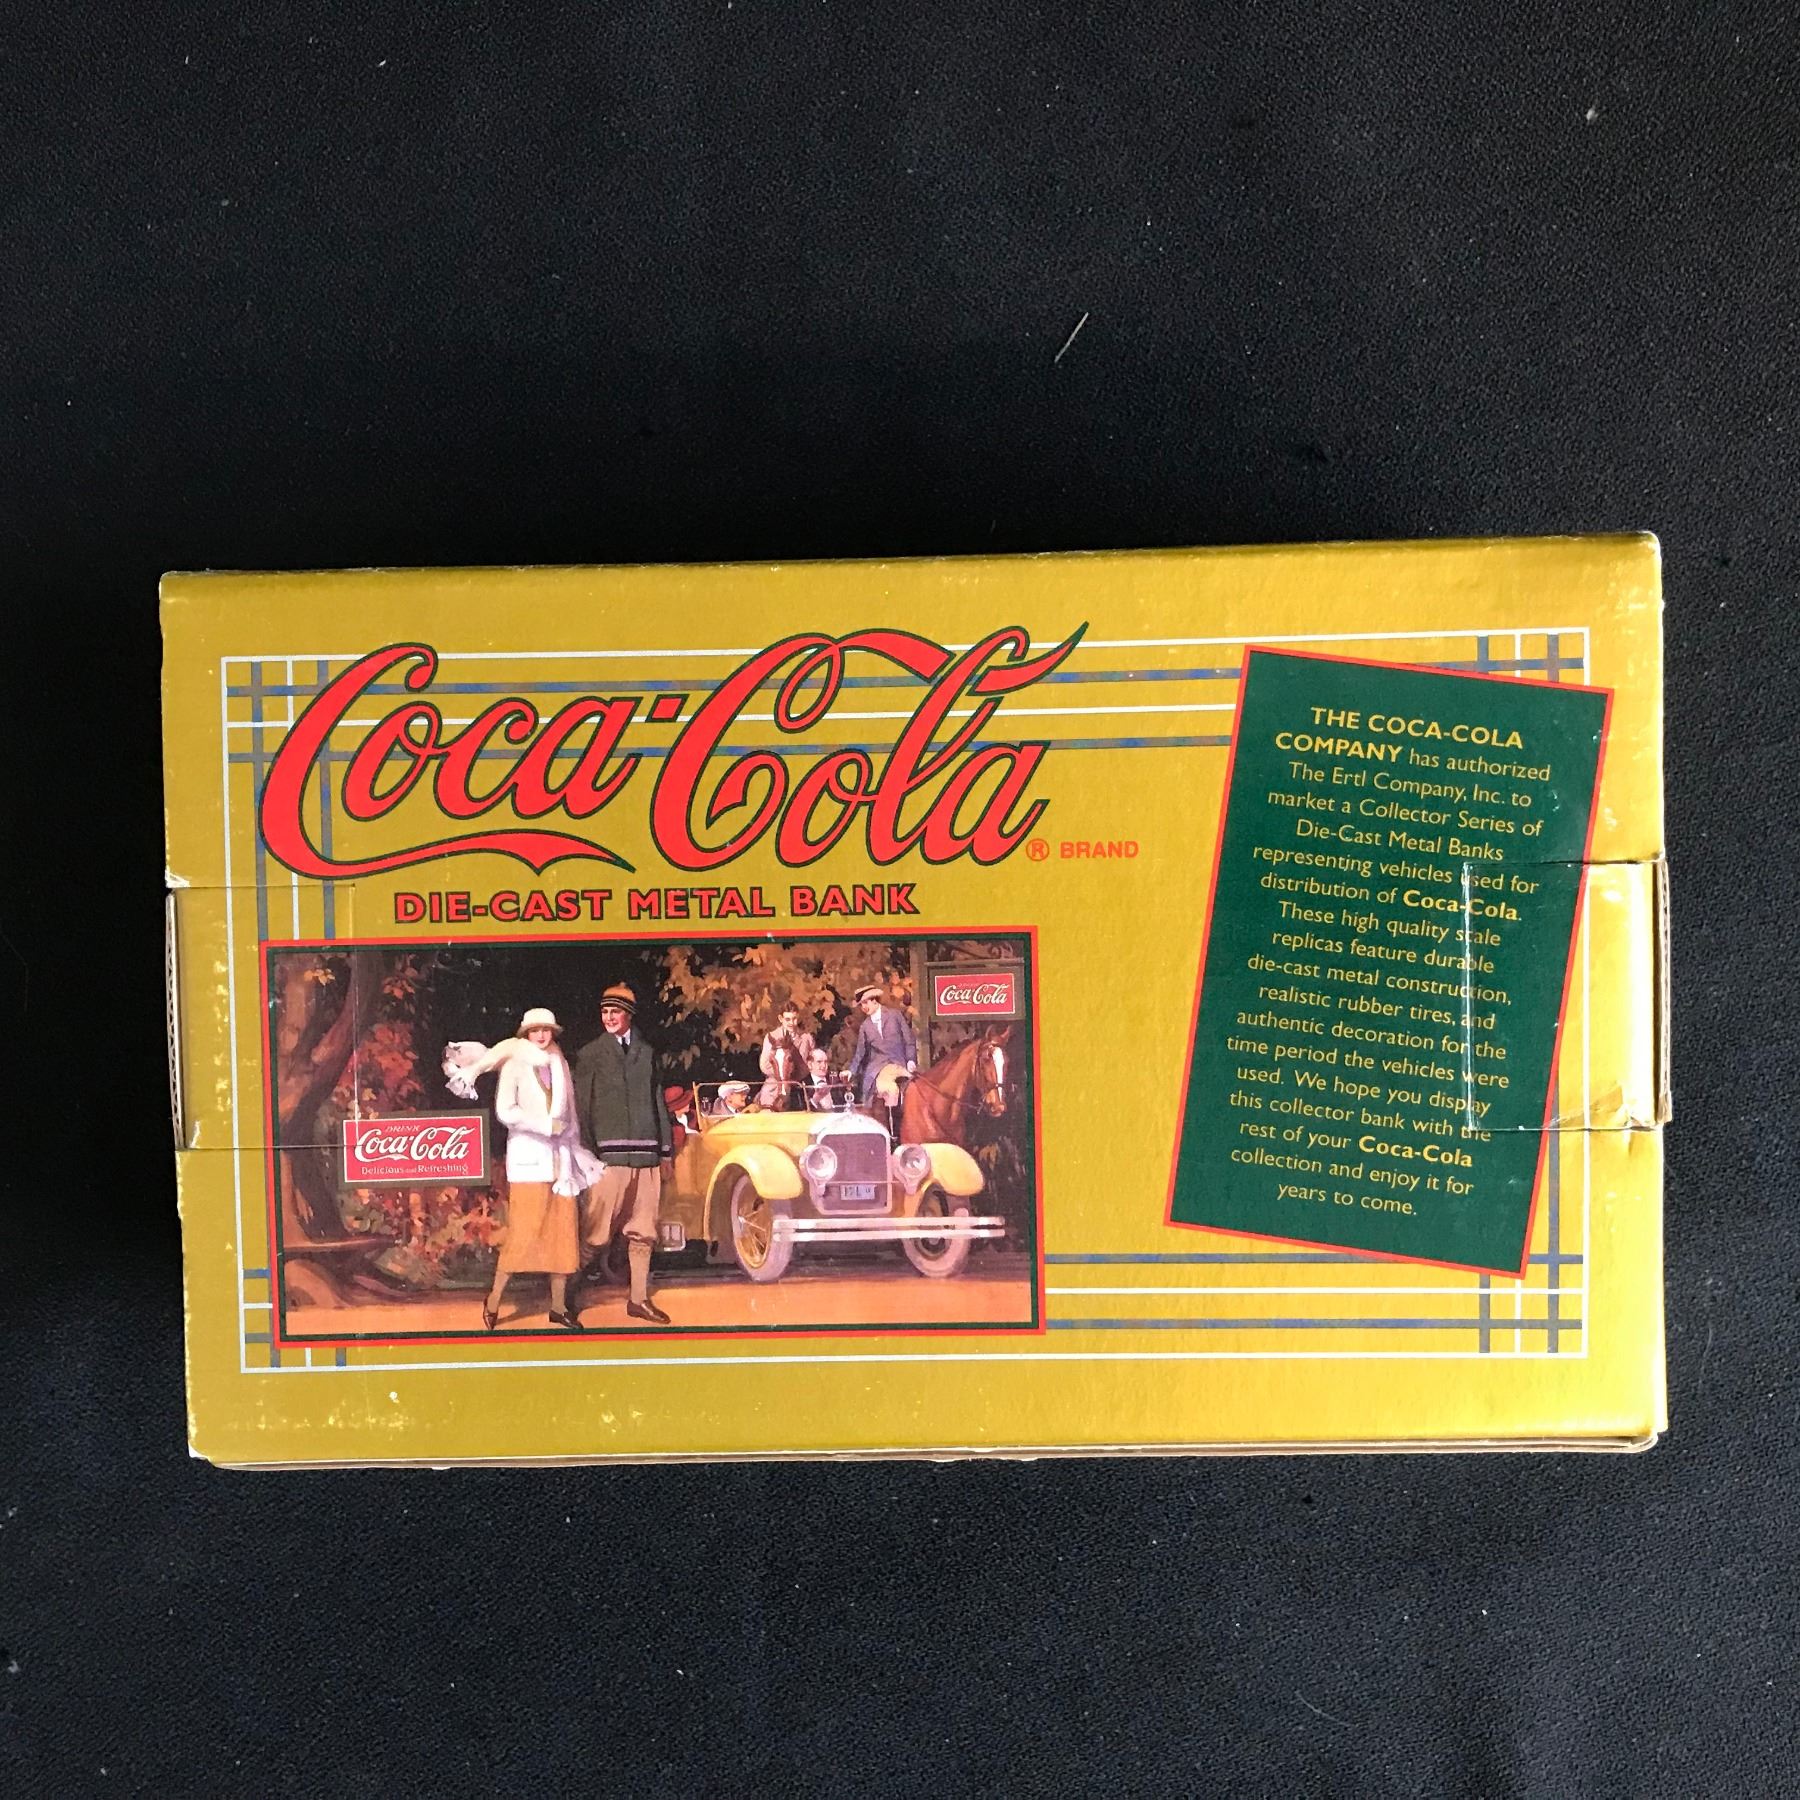 Coca-Cola
® BRAND
DIE-CAST METAL BANK
DRINK
Coca-Cola
Delicious and Refreshing
Coca-Cola
THE COCA-COLA
COMPANY has authorized
The Ertl Company, Inc. to
market a Collector Series of
Die-Cast Metal Banks
representing vehicles used for
distribution of Coca-Cola.
These high quality scale
replicas feature durable
die-cast metal construction,
realistic rubber tires, and
authentic decoration for the
time period the vehicles were
used. We hope you display
this collector bank with the
rest of your Coca-Cola
collection and enjoy it for
years to come.